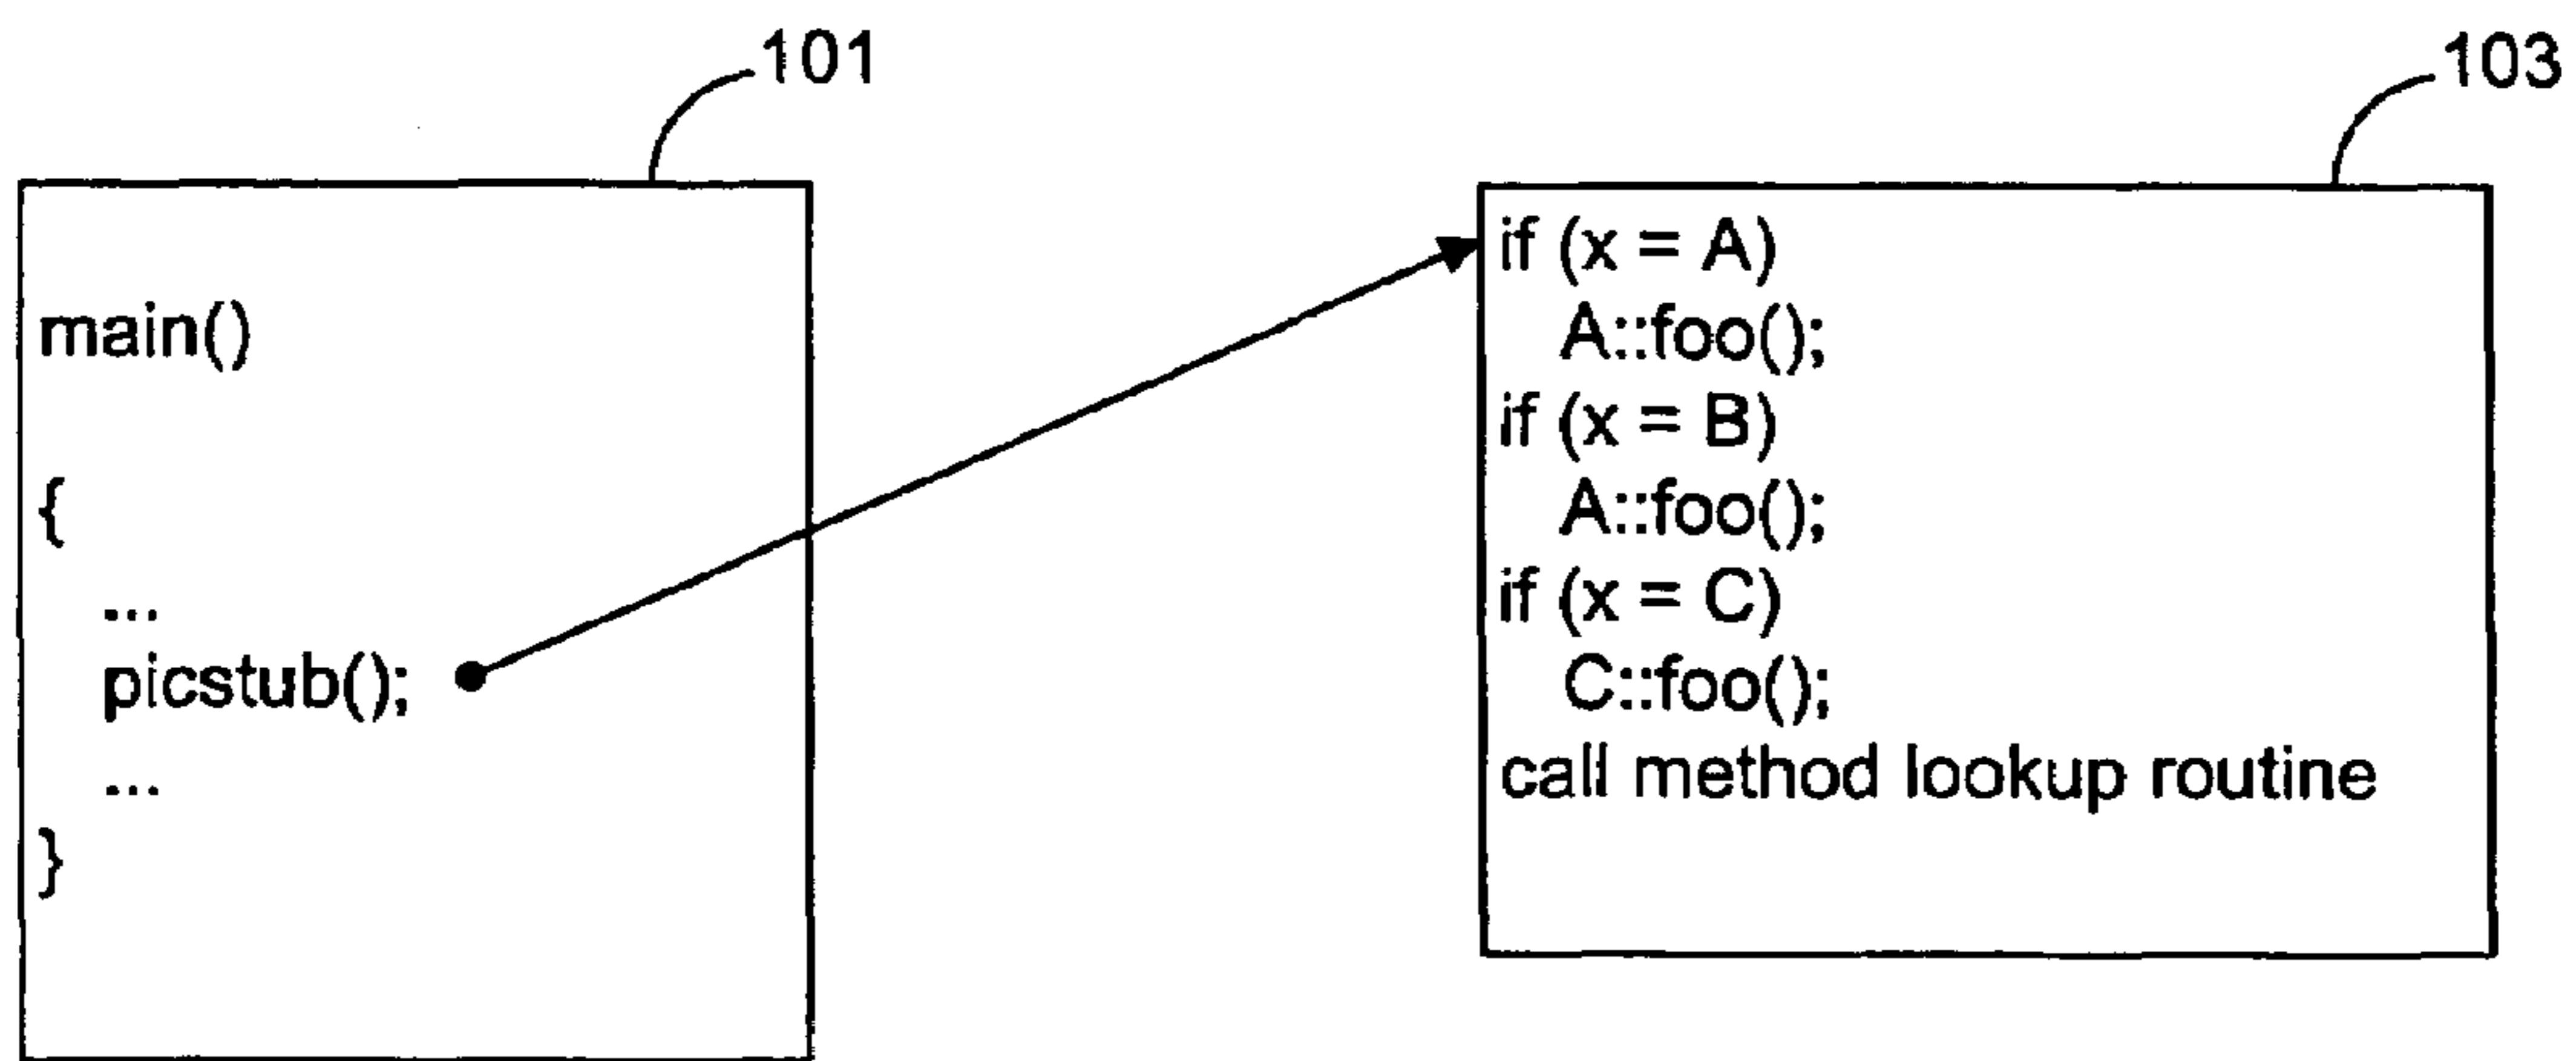 101
main()
{
...
picstub();
...
}
103
if (x = A)
A::foo();
if (x = B)
A::foo();
if (x = C)
C::foo();
call method lookup routine